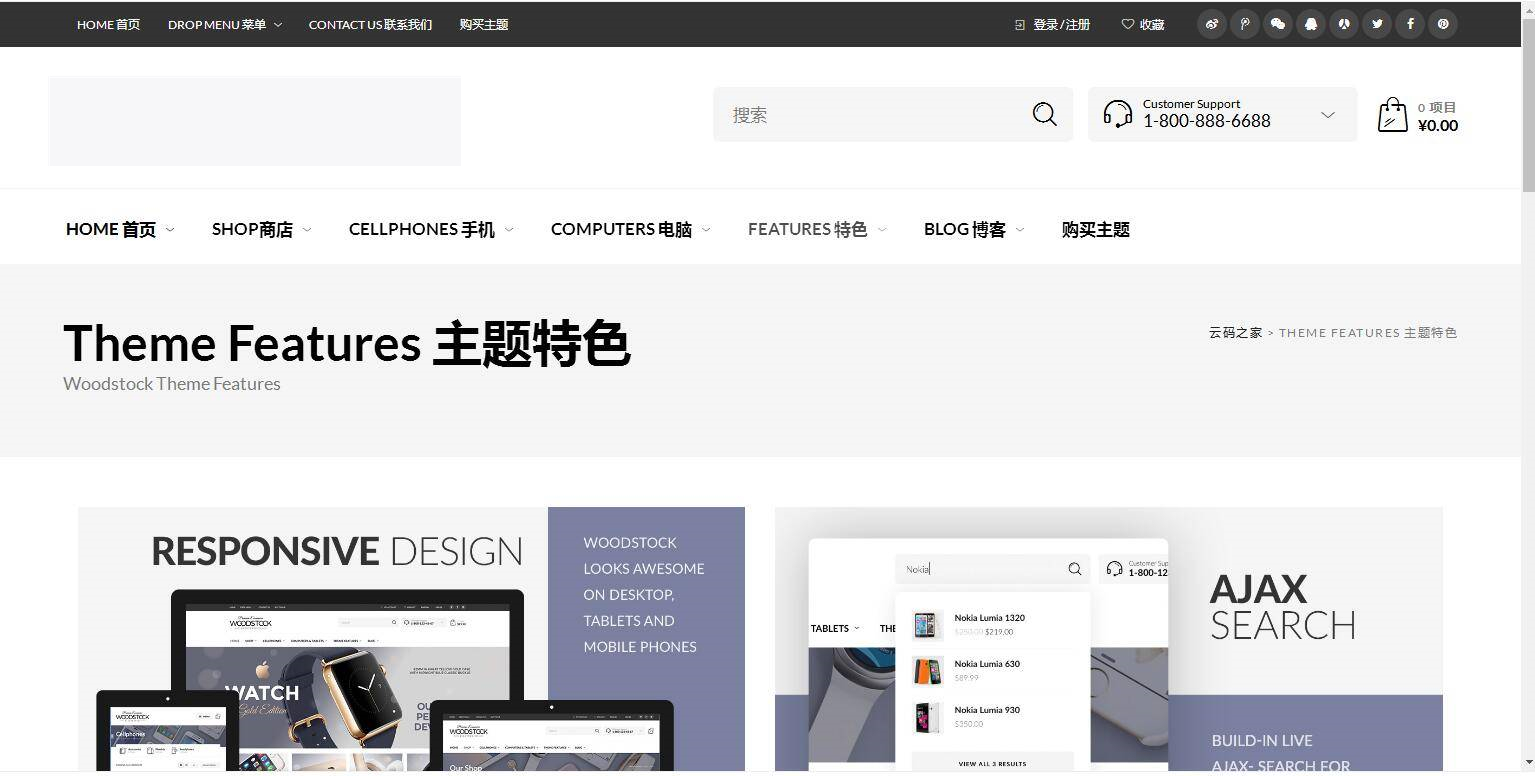 HOME 首页 DROP MENU 菜单 CONTACT US 联系我们 购买主题 登录 / 注册 收藏
搜索
Customer Support
1-800-888-6688
0 项目
¥0.00
HOME 首页 SHOP商店 CELLPHONES 手机 COMPUTERS 电脑 FEATURES 特色 BLOG 博客 购买主题
Theme Features 主题特色
Woodstock Theme Features
云码之家 > THEME FEATURES 主题特色
RESPONSIVE DESIGN
WOODSTOCK
LOOKS AWESOME
ON DESKTOP,
TABLETS AND
MOBILE PHONES
WOODSTOCK
WATCH
Gold Edition
OU
PE
DEV
WOODSTOCK
Cellphones
WOODSTOCK
Our Shop
Nokia
Customer Sup
1-800-12
TABLETS THE
Nokia Lumia 1320
$250.00 $219.00
Nokia Lumia 630
$89.99
Nokia Lumia 930
$350.00
VIEW ALL 3 RESULTS
AJAX
SEARCH
BUILD-IN LIVE
AJAX- SEARCH FOR